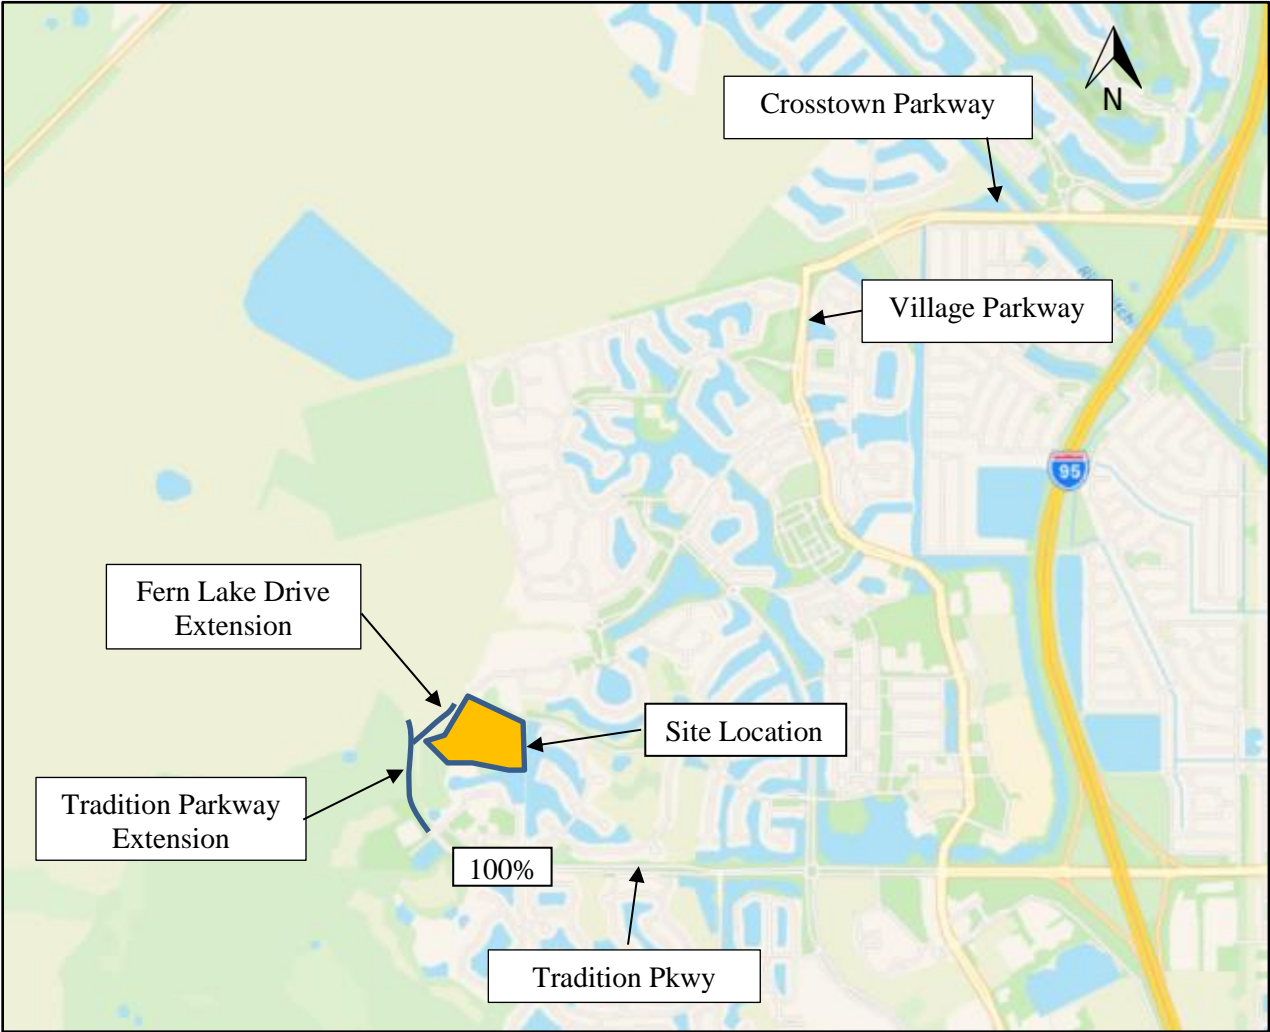 N
Crosstown Parkway
Village Parkway
95
Fern Lake Drive
Extension
Site Location
Tradition Parkway
Extension
100%
Tradition Pkwy